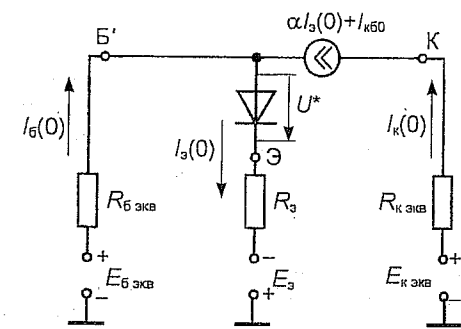 αIэ(0)+Iкб0
Б'
К
U*
Iб(0)
Iэ(0)
Iк(0)
Э
Rб экв
Rэ
Rк экв
+
−
+
Eб экв
Eэ
Eк экв
−
+
−